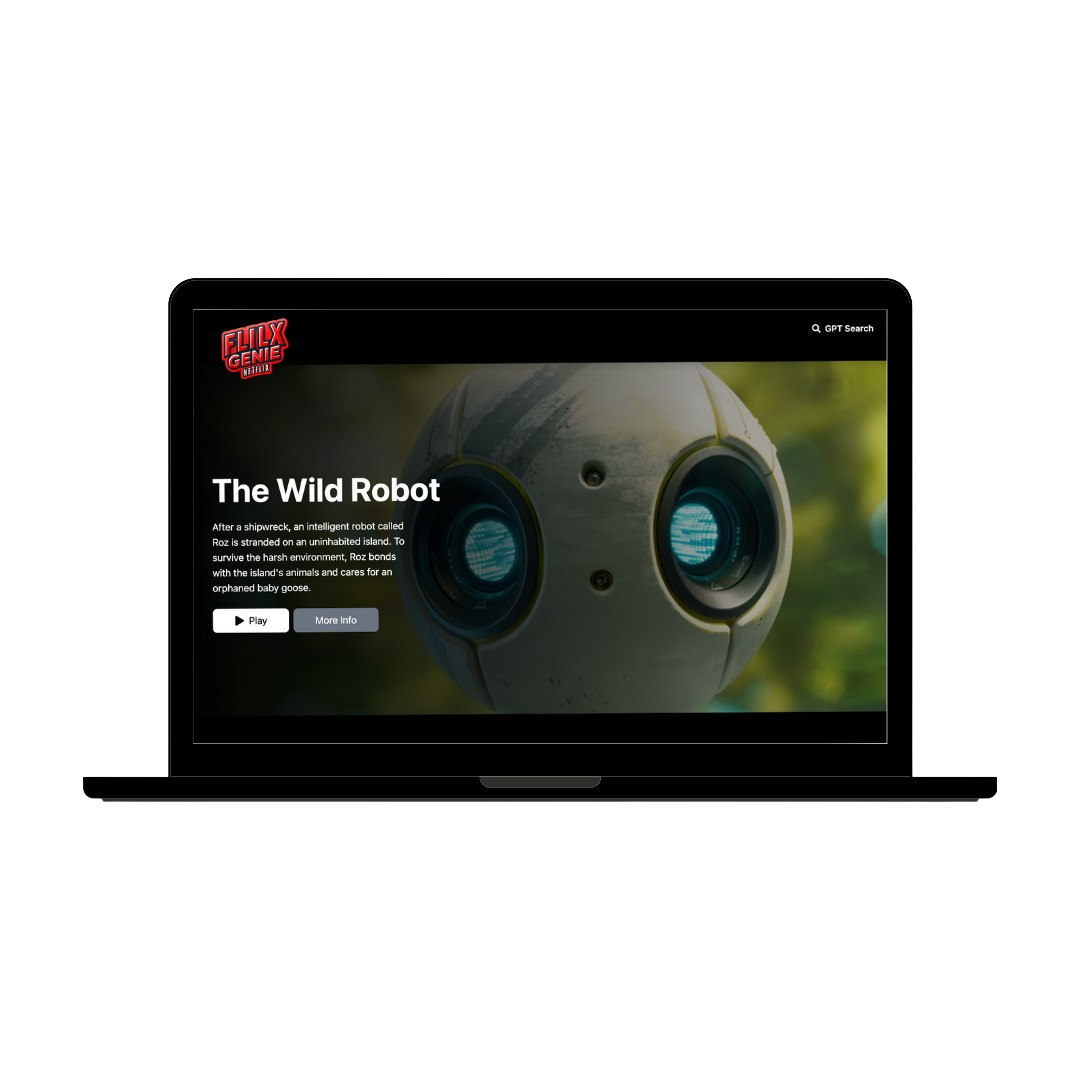 FLILX
GENIE
NETFLIX
GPT Search
The Wild Robot
After a shipwreck, an intelligent robot called
Roz is stranded on an uninhabited island. To
survive the harsh environment, Roz bonds
with the island's animals and cares for an
orphaned baby goose.
Play
More Info